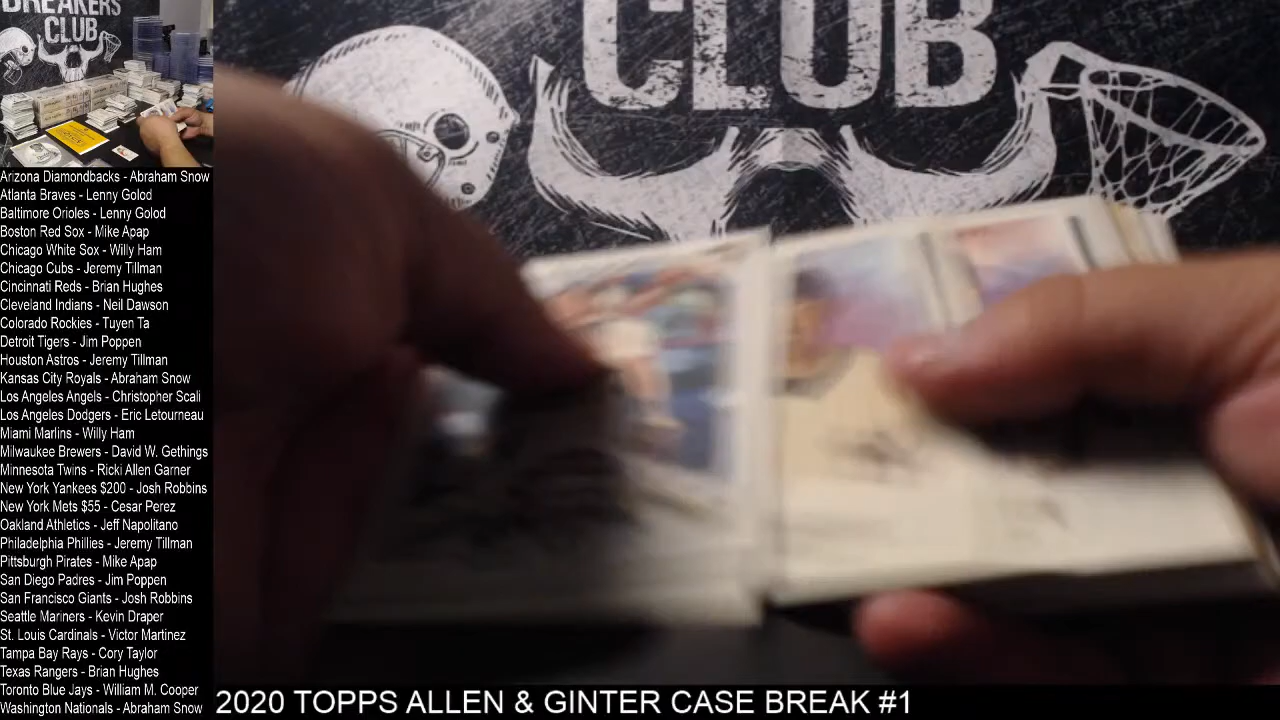 BREAKERS
CLUB
CLUB
Arizona Diamondbacks - Abraham Snow
Atlanta Braves - Lenny Golod
Baltimore Orioles - Lenny Golod
Boston Red Sox - Mike Apap
Chicago White Sox - Willy Ham
Chicago Cubs - Jeremy Tillman
Cincinnati Reds - Brian Hughes
Cleveland Indians - Neil Dawson
Colorado Rockies - Tuyen Ta
Detroit Tigers - Jim Poppen
Houston Astros - Jeremy Tillman
Kansas City Royals - Abraham Snow
Los Angeles Angels - Christopher Scali
Los Angeles Dodgers - Eric Letourneau
Miami Marlins - Willy Ham
Milwaukee Brewers - David W. Gethings
Minnesota Twins - Ricki Allen Garner
New York Yankees $200 - Josh Robbins
New York Mets $55 - Cesar Perez
Oakland Athletics - Jeff Napolitano
Philadelphia Phillies - Jeremy Tillman
Pittsburgh Pirates - Mike Apap
San Diego Padres - Jim Poppen
San Francisco Giants - Josh Robbins
Seattle Mariners - Kevin Draper
St. Louis Cardinals - Victor Martinez
Tampa Bay Rays - Cory Taylor
Texas Rangers - Brian Hughes
Toronto Blue Jays - William M. Cooper
Washington Nationals - Abraham Snow
2020 TOPPS ALLEN & GINTER CASE BREAK #1